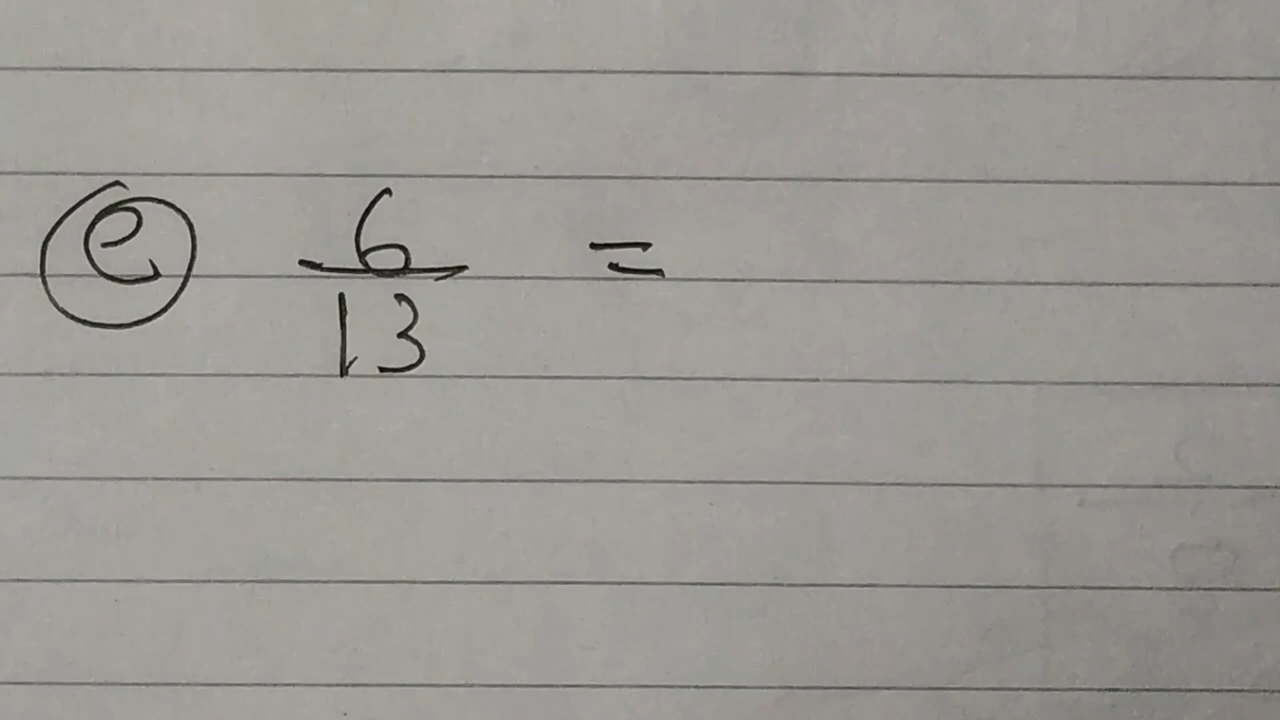 ⓔ 6/13 =